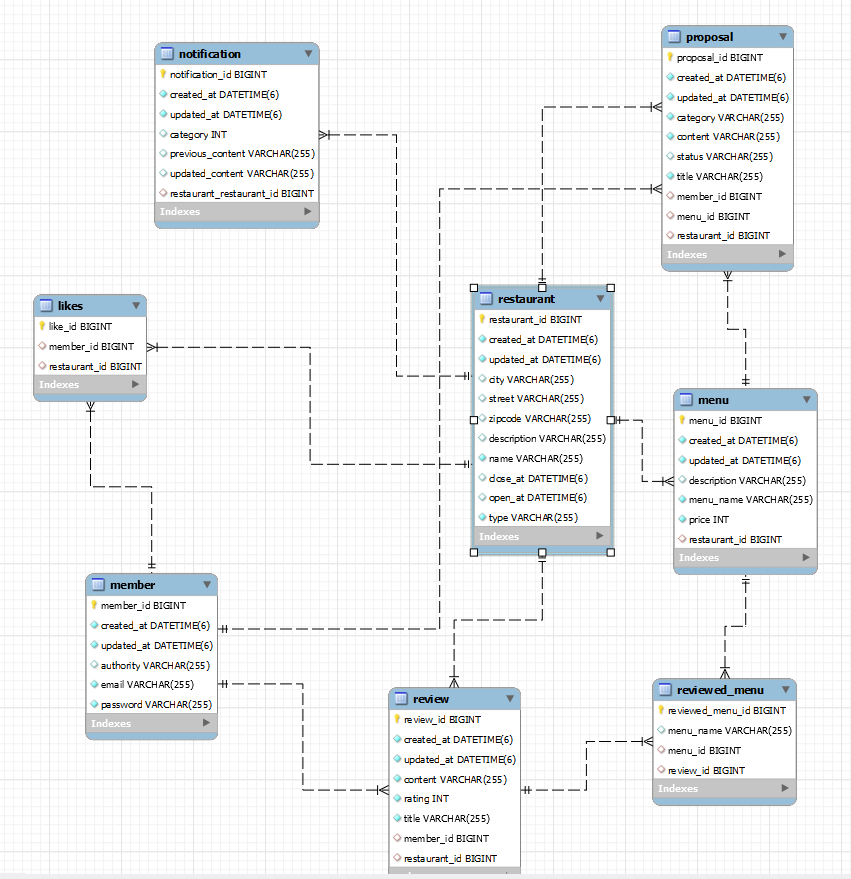 notification
notification_id BIGINT
created_at DATETIME(6)
updated_at DATETIME(6)
category INT
previous_content VARCHAR(255)
updated_content VARCHAR(255)
restaurant_restaurant_id BIGINT
Indexes
proposal
proposal_id BIGINT
created_at DATETIME(6)
updated_at DATETIME(6)
category VARCHAR(255)
content VARCHAR(255)
status VARCHAR(255)
title VARCHAR(255)
member_id BIGINT
menu_id BIGINT
restaurant_id BIGINT
Indexes
likes
like_id BIGINT
member_id BIGINT
restaurant_id BIGINT
Indexes
restaurant
restaurant_id BIGINT
created_at DATETIME(6)
updated_at DATETIME(6)
city VARCHAR(255)
street VARCHAR(255)
zipcode VARCHAR(255)
description VARCHAR(255)
name VARCHAR(255)
close_at DATETIME(6)
open_at DATETIME(6)
type VARCHAR(255)
Indexes
menu
menu_id BIGINT
created_at DATETIME(6)
updated_at DATETIME(6)
description VARCHAR(255)
menu_name VARCHAR(255)
price INT
restaurant_id BIGINT
Indexes
member
member_id BIGINT
created_at DATETIME(6)
updated_at DATETIME(6)
authority VARCHAR(255)
email VARCHAR(255)
password VARCHAR(255)
Indexes
review
review_id BIGINT
created_at DATETIME(6)
updated_at DATETIME(6)
content VARCHAR(255)
rating INT
title VARCHAR(255)
member_id BIGINT
restaurant_id BIGINT
reviewed_menu
reviewed_menu_id BIGINT
menu_name VARCHAR(255)
menu_id BIGINT
review_id BIGINT
Indexes